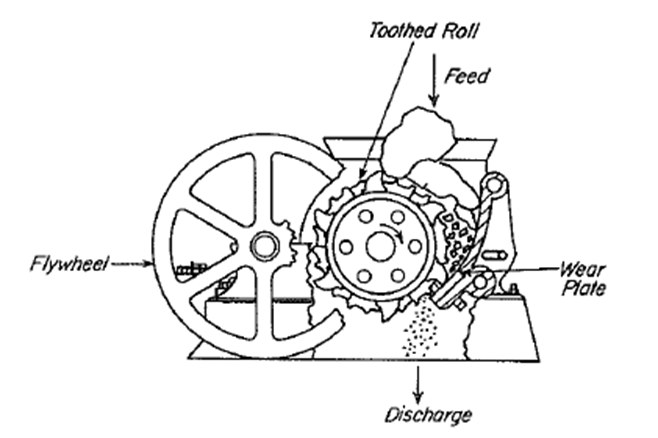 Toothed Roll
Feed
Flywheel
Wear
Plate
Discharge